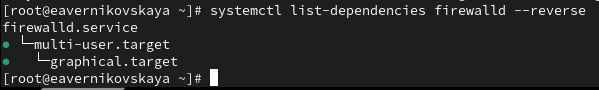 [root@eavernikovskaya ~]# systemctl list-dependencies firewalld --reverse
firewalld.service
● └─multi-user.target
●   └─graphical.target
[root@eavernikovskaya ~]#